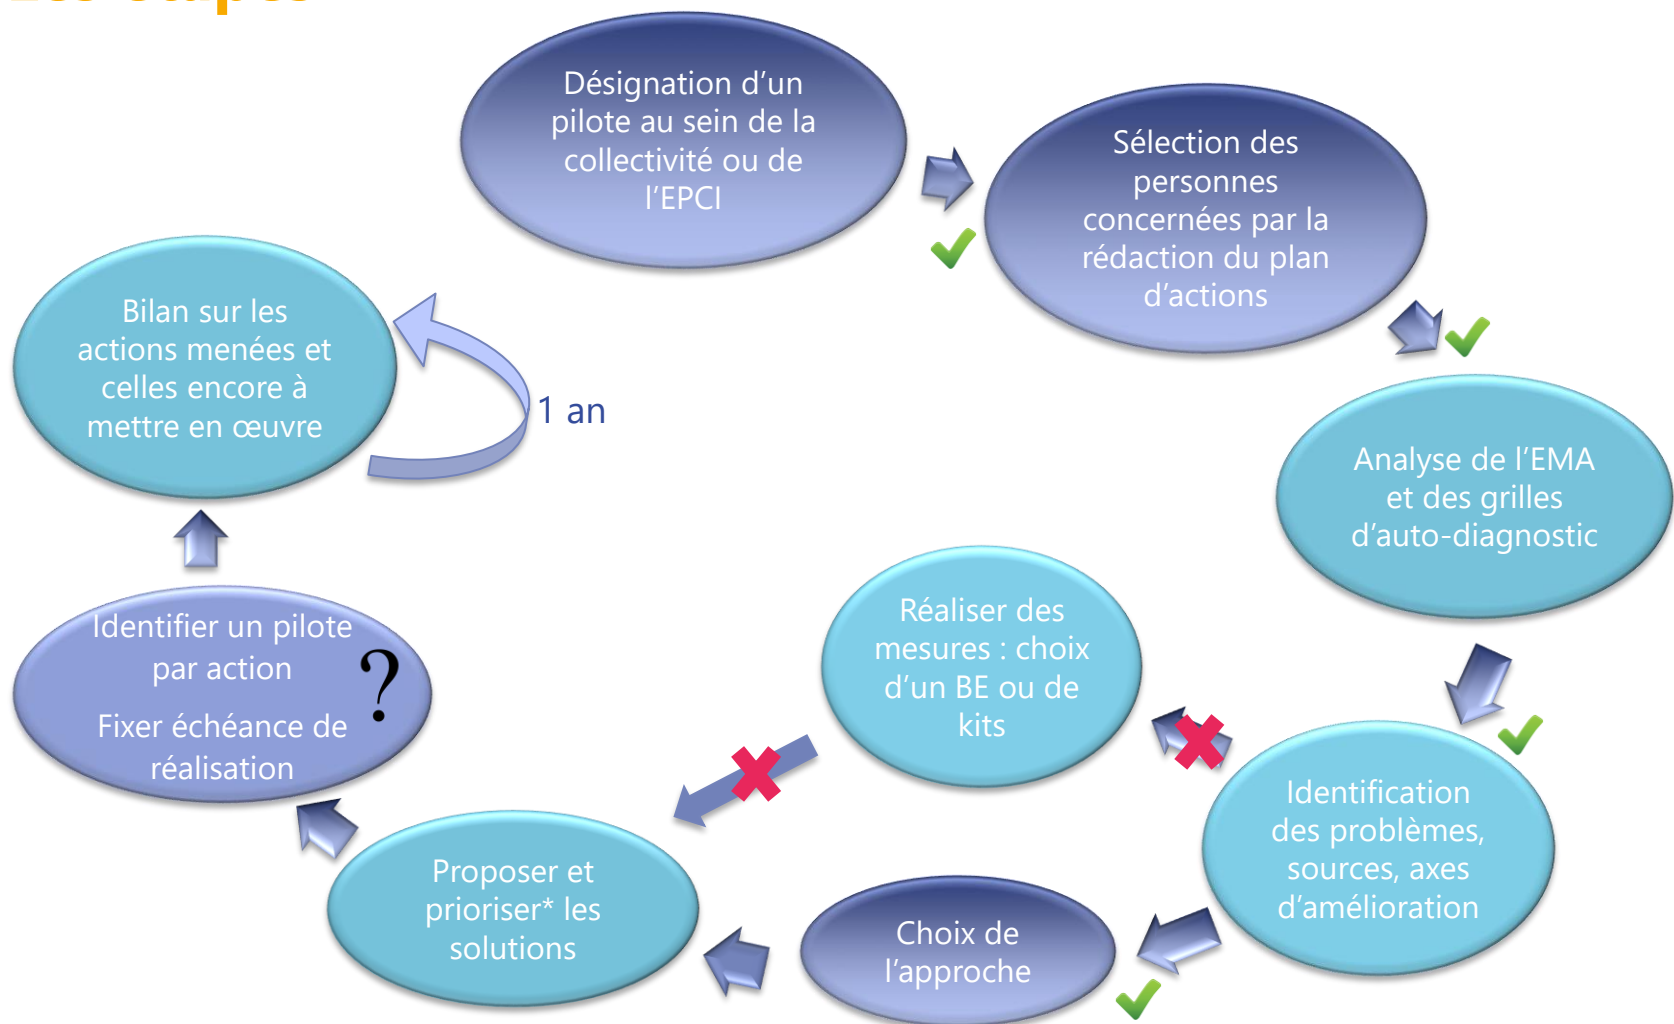 Les étapes
Désignation d’un
pilote au sein de la
collectivité ou de
l’EPCI
Sélection des
personnes
concernées par la
rédaction du plan
d’actions
Analyse de l’EMA
et des grilles
d’auto-diagnostic
Identification
des problèmes,
sources, axes
d’amélioration
Réaliser des
mesures : choix
d’un BE ou de
kits
Choix de
l’approche
Proposer et
prioriser* les
solutions
Identifier un pilote
par action
Fixer échéance de
réalisation
?
Bilan sur les
actions menées et
celles encore à
mettre en œuvre
1 an